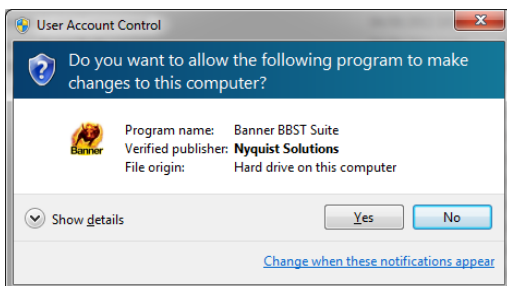 User Account Control
Do you want to allow the following program to make
changes to this computer?
Banner
Program name: Banner BBST Suite
Verified publisher: Nyquist Solutions
File origin: Hard drive on this computer
Show details
Yes
No
Change when these notifications appear